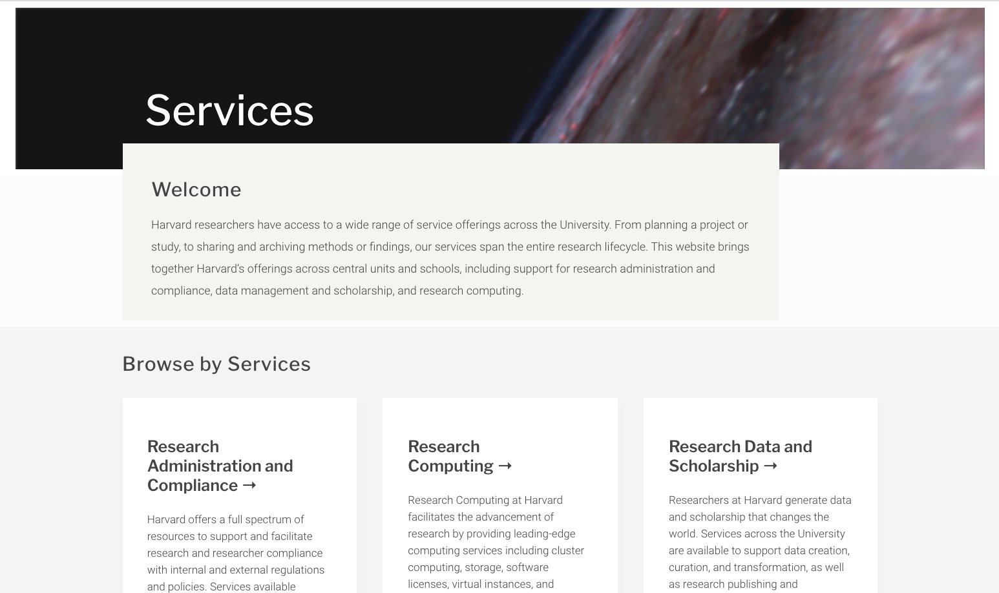 Services
Welcome
Harvard researchers have access to a wide range of service offerings across the University. From planning a project or
study, to sharing and archiving methods or findings, our services span the entire research lifecycle. This website brings
together Harvard’s offerings across central units and schools, including support for research administration and
compliance, data management and scholarship, and research computing.
Browse by Services
Research
Administration and
Compliance →
Harvard offers a full spectrum of
resources to support and facilitate
research and researcher compliance
with internal and external regulations
and policies. Services available
Research
Computing →
Research Computing at Harvard
facilitates the advancement of
research by providing leading-edge
computing services including cluster
computing, storage, software
licenses, virtual instances, and
Research Data and
Scholarship →
Researchers at Harvard generate data
and scholarship that changes the
world. Services across the University
are available to support data creation,
curation, and transformation, as well
as research publishing and